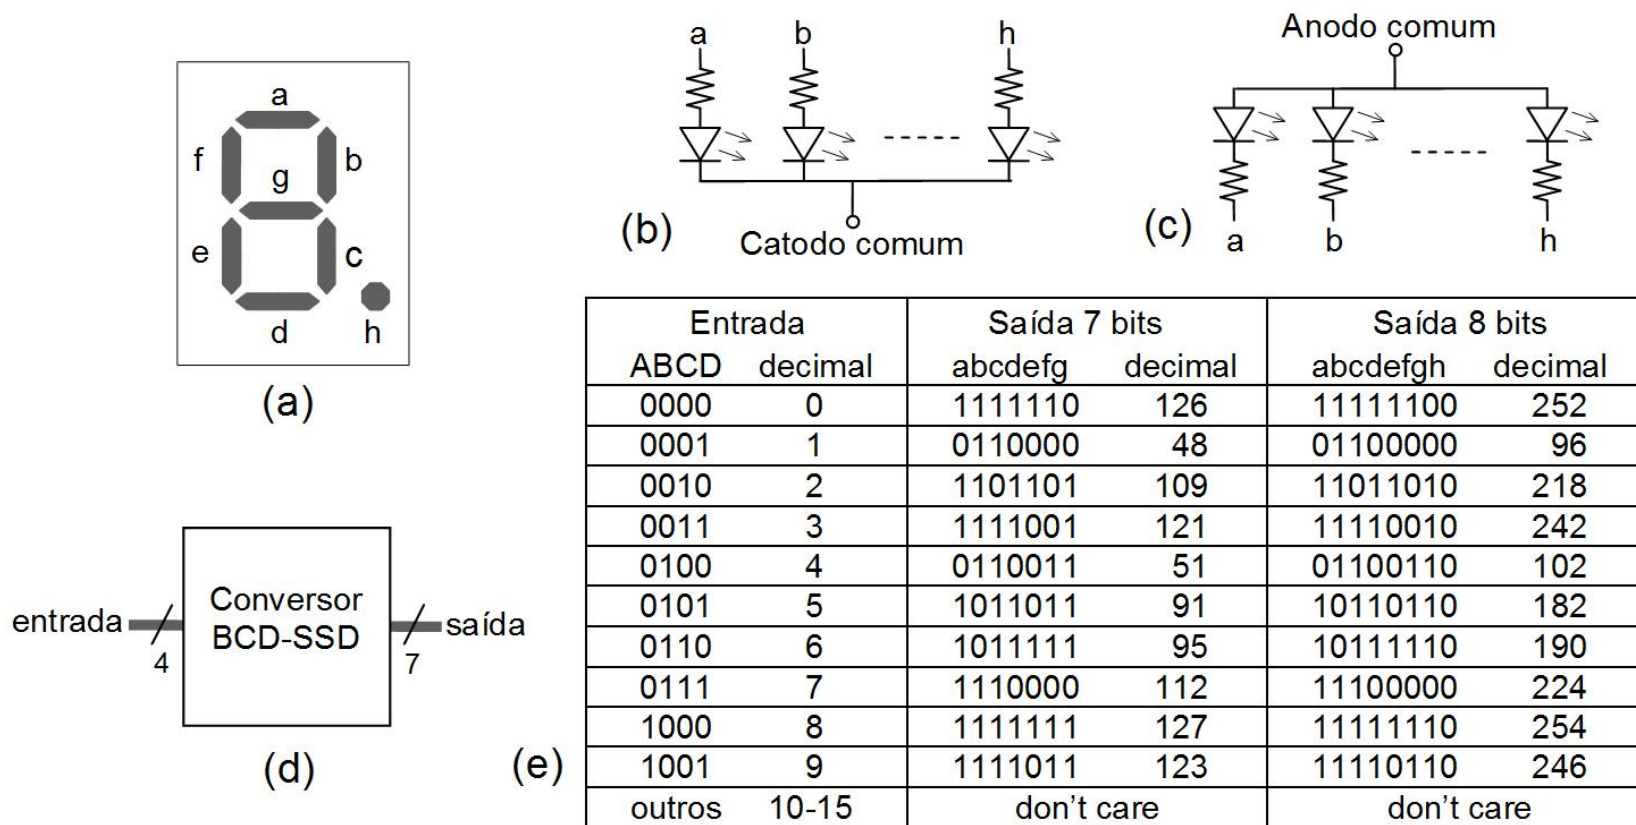 a
f
b
g
e
c
d
h
(a)
a b h
(b)
Catodo comum
Anodo comum
(c)
a b h
entrada
4
Conversor
BCD-SSD
7
saída
(d)
(e)
Entrada Saída 7 bits Saída 8 bits
ABCD decimal abcdefg decimal abcdefgh decimal
0000 0 1111110 126 11111100 252
0001 1 0110000 48 01100000 96
0010 2 1101101 109 11011010 218
0011 3 1111001 121 11110010 242
0100 4 0110011 51 01100110 102
0101 5 1011011 91 10110110 182
0110 6 1011111 95 10111110 190
0111 7 1110000 112 11100000 224
1000 8 1111111 127 11111110 254
1001 9 1111011 123 11110110 246
outros 10-15 don't care don't care